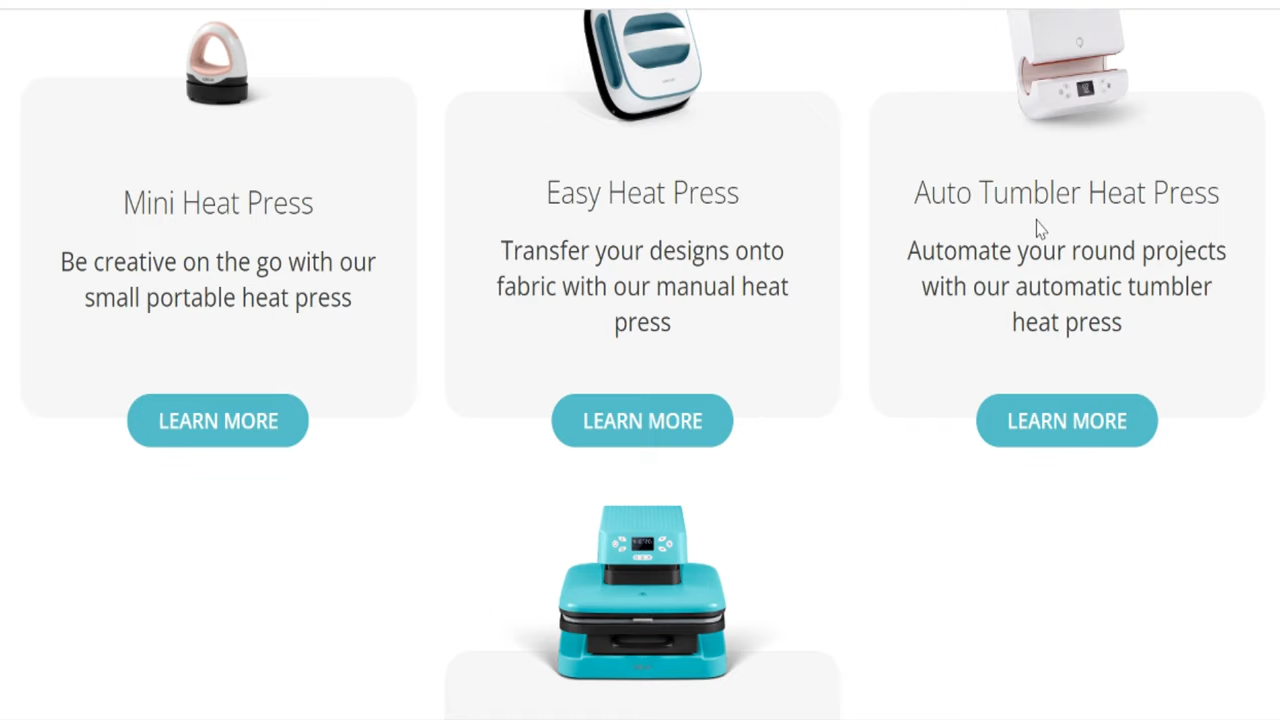 Mini Heat Press
Be creative on the go with our
small portable heat press
LEARN MORE
Easy Heat Press
Transfer your designs onto
fabric with our manual heat
press
LEARN MORE
Auto Tumbler Heat Press
Automate your round projects
with our automatic tumbler
heat press
LEARN MORE